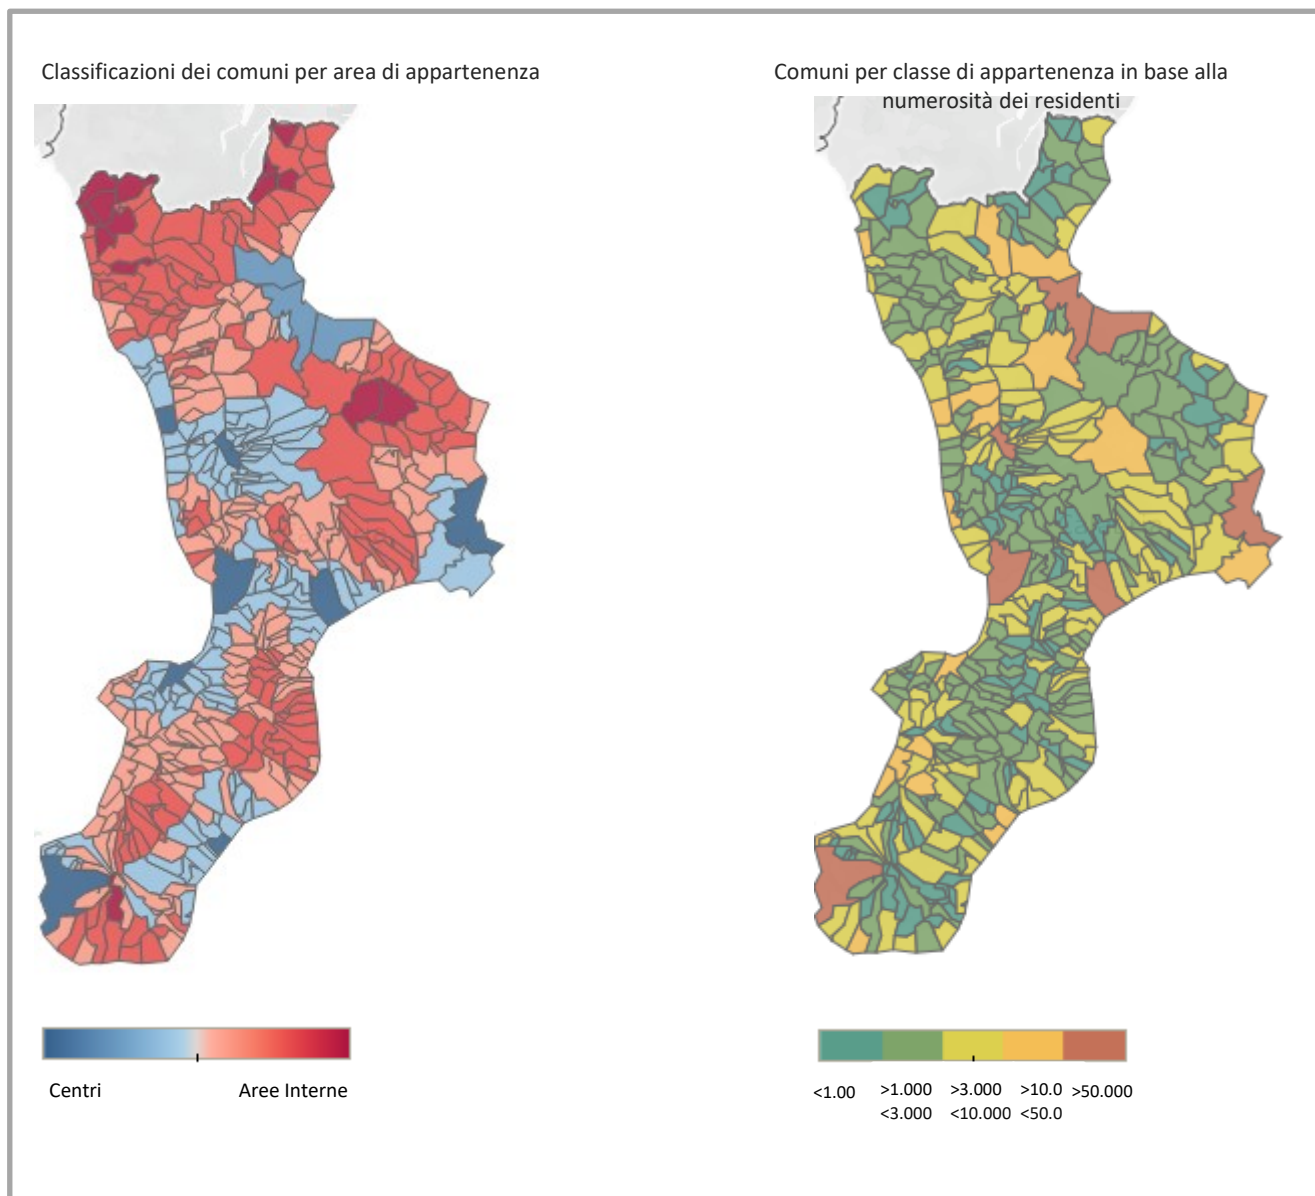 Classificazioni dei comuni per area di appartenenza
Comuni per classe di appartenenza in base alla
numerosità dei residenti
Centri
Aree Interne
<1.00
>1.000
<3.000
>3.000
<10.000
>10.0
<50.0
>50.000